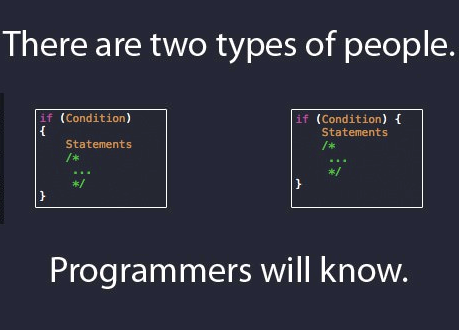 There are two types of people.
if (Condition)
{
    Statements
    /*
     ...
     */
}
if (Condition) {
    Statements
    /*
     ...
     */
}
Programmers will know.